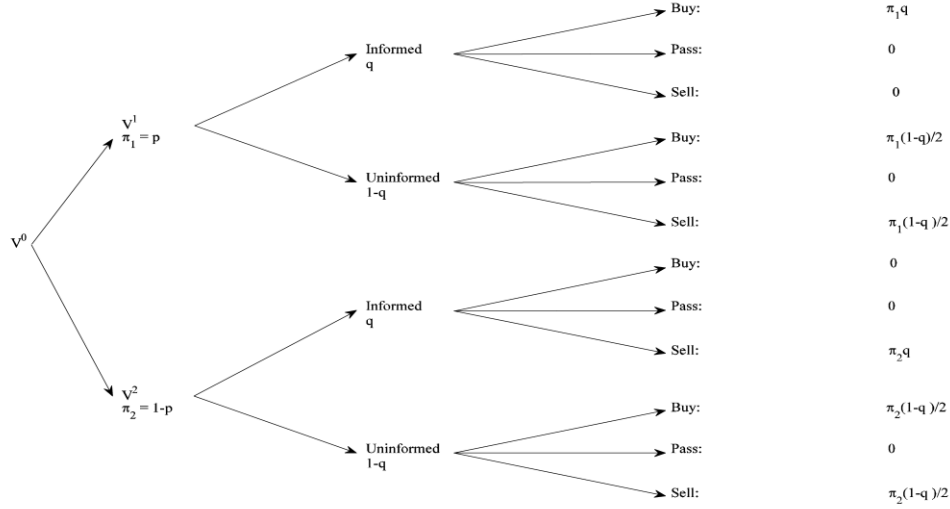 Buy: π₁q
Informed
q
Pass: 0
Sell: 0
V¹
π₁ = p
Buy: π₁(1-q)/2
Uninformed
1-q
Pass: 0
Sell: π₁(1-q )/2
V⁰
Buy: 0
Informed
q
Pass: 0
Sell: π₂q
V²
π₂ = 1-p
Buy: π₂(1-q )/2
Uninformed
1-q
Pass: 0
Sell: π₂(1-q )/2